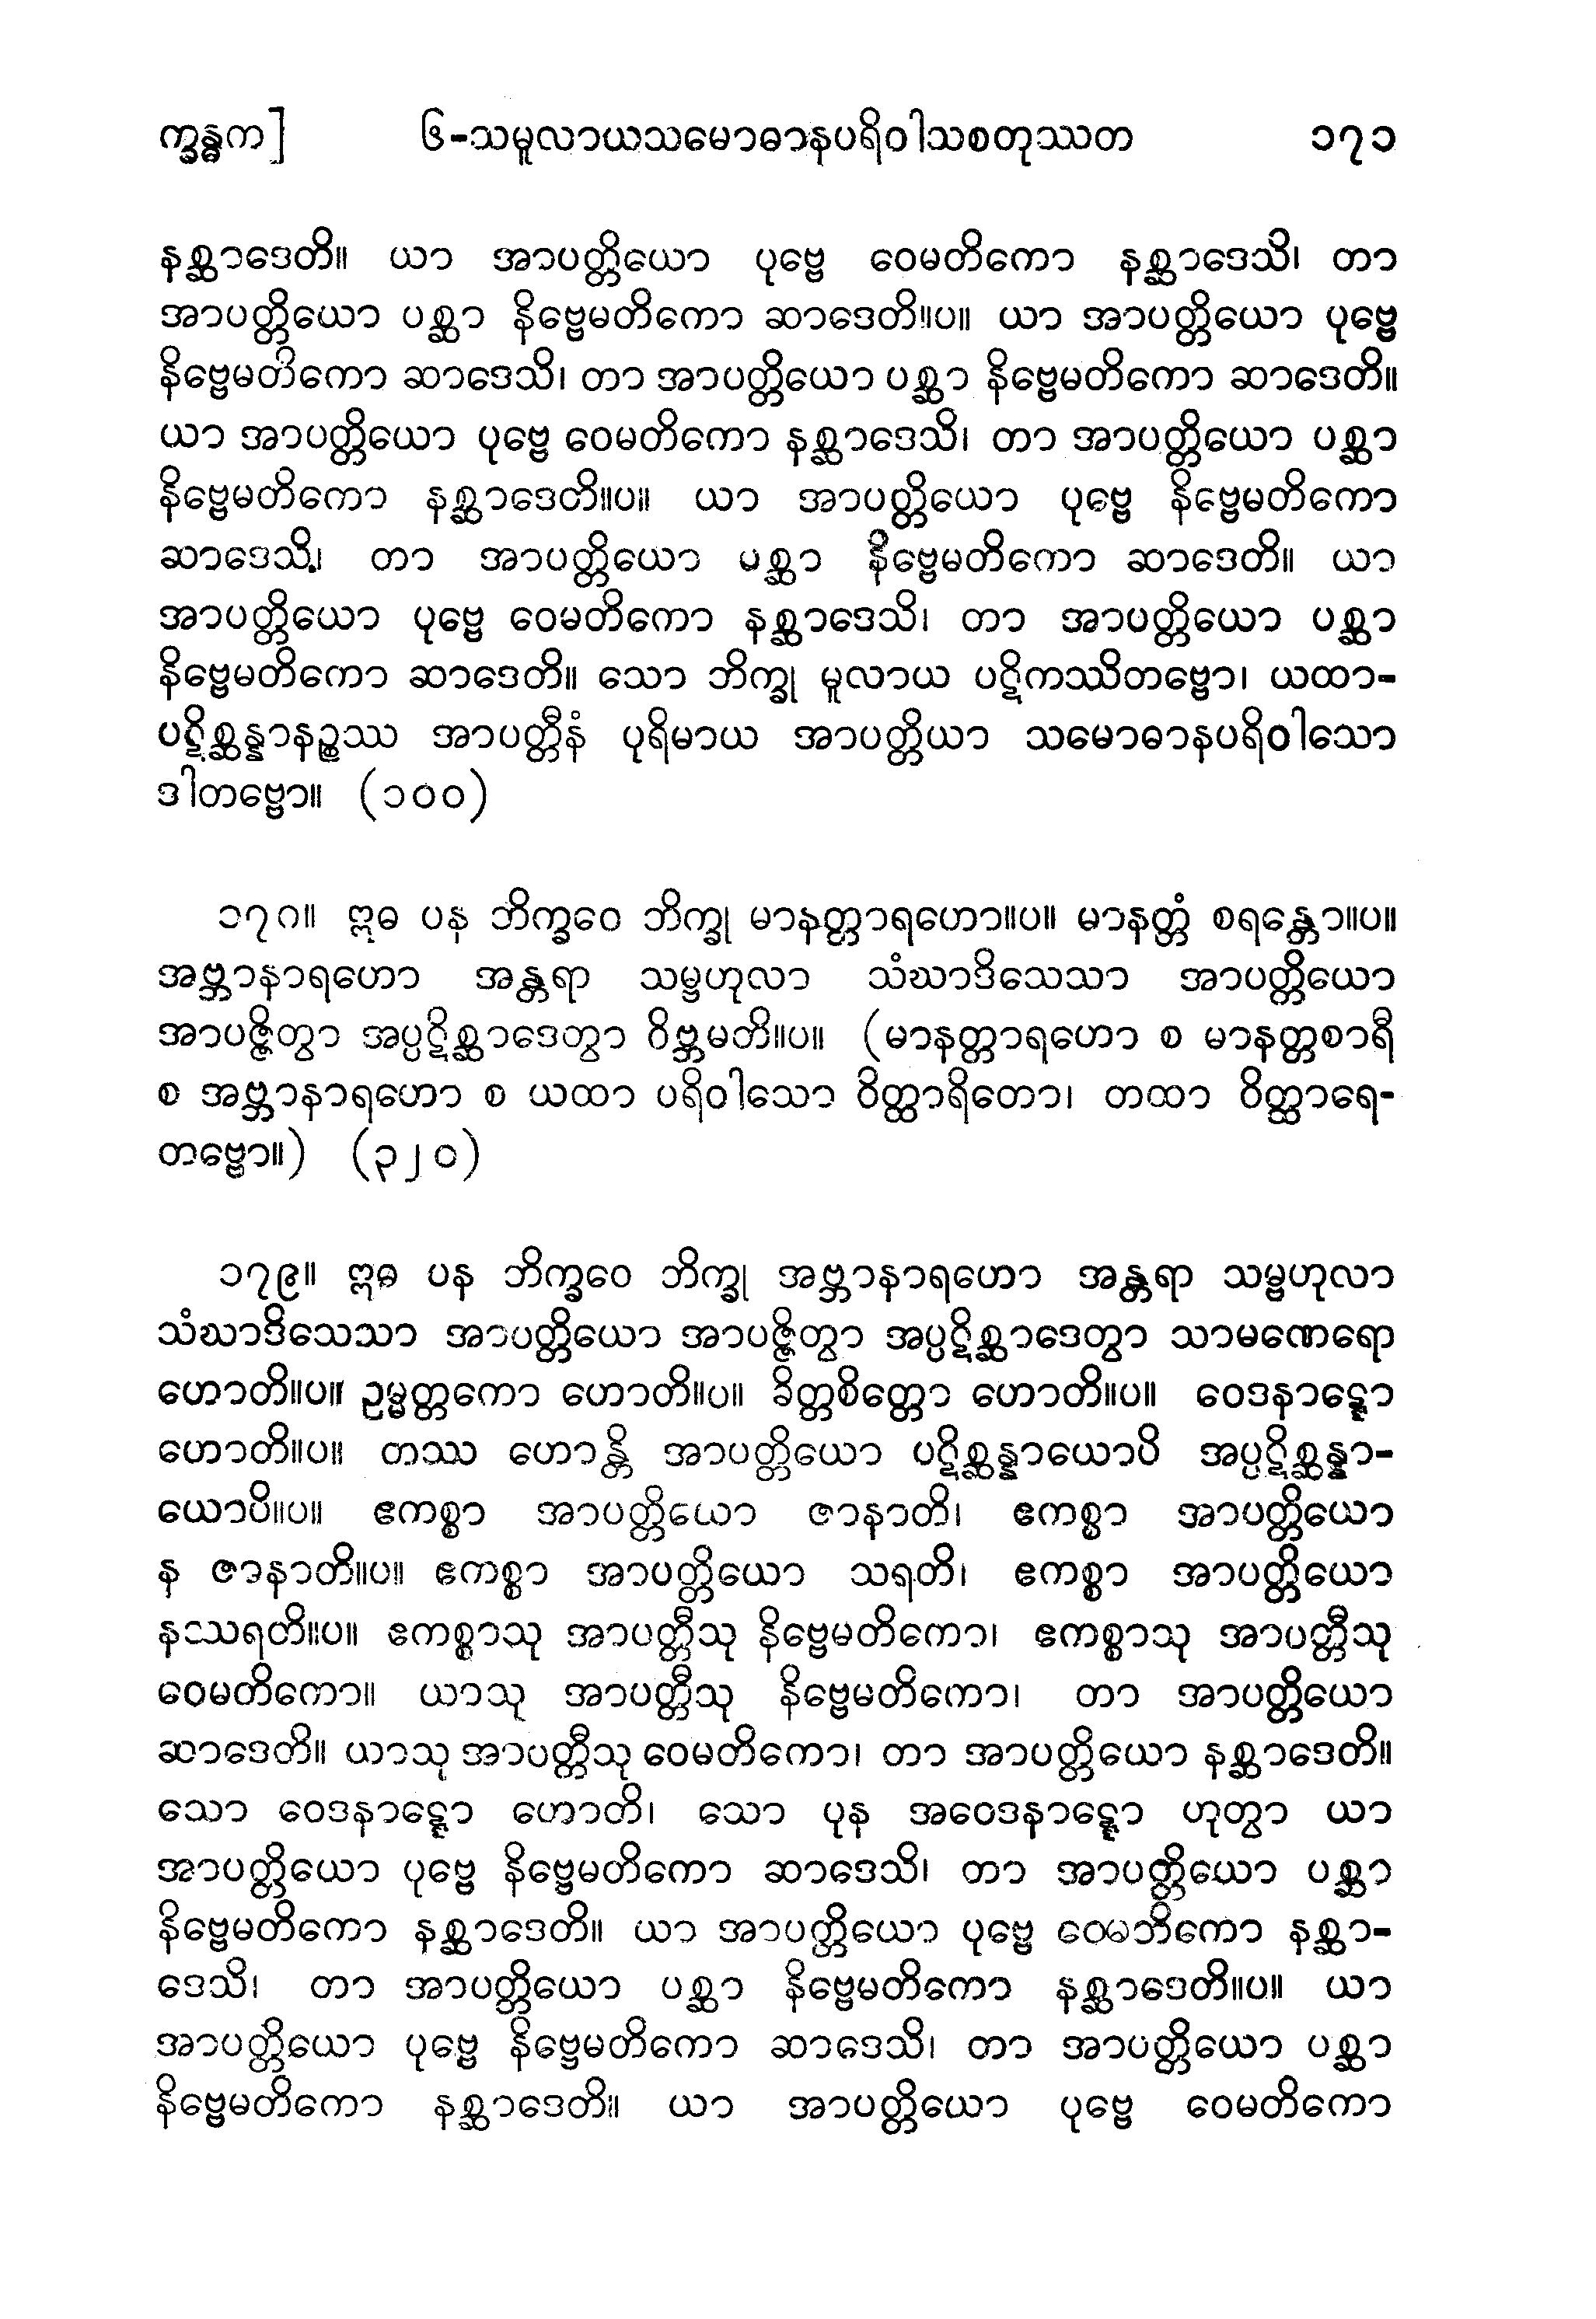 က္ခန္ဓက] ၆-သမူလာယသမောဓာနပရိဝါသစတုဿတ ၁၇၁
နစ္ဆာဒေတိ။ ယာ အာပတ္တိယော ပုဗ္ဗေ ဝေမတိကော နစ္ဆာဒေသိ၊ တာ
အာပတ္တိယော ပစ္ဆာ နိဗ္ဗေမတိကော ဆာဒေတိ။ပ။ ယာ အာပတ္တိယော ပုဗ္ဗေ
နိဗ္ဗေမတိကော ဆာဒေသိ၊ တာ အာပတ္တိယော ပစ္ဆာ နိဗ္ဗေမတိကော ဆာဒေတိ။
ယာ အာပတ္တိယော ပုဗ္ဗေ ဝေမတိကော နစ္ဆာဒေသိ၊ တာ အာပတ္တိယော ပစ္ဆာ
နိဗ္ဗေမတိကော နစ္ဆာဒေတိ။ပ။ ယာ အာပတ္တိယော ပုဗ္ဗေ နိဗ္ဗေမတိကော
ဆာဒေသိ၊ တာ အာပတ္တိယော ပစ္ဆာ နိဗ္ဗေမတိကော ဆာဒေတိ။ ယာ
အာပတ္တိယော ပုဗ္ဗေ ဝေမတိကော နစ္ဆာဒေသိ၊ တာ အာပတ္တိယော ပစ္ဆာ
နိဗ္ဗေမတိကော ဆာဒေတိ။ သော ဘိက္ခု မူလာယ ပဋိကဿိတဗ္ဗော၊ ယထာ-
ပဋိစ္ဆန္နာနဉ္စဿ အာပတ္တီနံ ပုရိမာယ အာပတ္တိယာ သမောဓာနပရိဝါသော
ဒါတဗ္ဗော။ (၁၀၀)
၁၇၈။ ဣဓ ပန ဘိက္ခဝေ ဘိက္ခု မာနတ္တာရဟော။ပ။ မာနတ္တံ စရန္တော။ပ။
အဗ္ဘာနာရဟော အန္တရာ သမ္ဗဟုလာ သံဃာဒိသေသာ အာပတ္တိယော
အာပဇ္ဇိတွာ အပ္ပဋိစ္ဆာဒေတွာ ဝိဗ္ဘမတိ။ပ။ (မာနတ္တာရဟော စ မာနတ္တစာရီ
စ အဗ္ဘာနာရဟော စ ယထာ ပရိဝါသော ဝိတ္ထာရိတော၊ တထာ ဝိတ္ထာရေ-
တဗ္ဗော။) (၃၂၀)
၁၇၉။ ဣဓ ပန ဘိက္ခဝေ ဘိက္ခု အဗ္ဘာနာရဟော အန္တရာ သမ္ဗဟုလာ
သံဃာဒိသေသာ အာပတ္တိယော အာပဇ္ဇိတွာ အပ္ပဋိစ္ဆာဒေတွာ သာမဏေရော
ဟောတိ။ပ။ ဥမ္မတ္တကော ဟောတိ။ပ။ ခိတ္တစိတ္တော ဟောတိ။ပ။ ဝေဒနာဋ္ဋော
ဟောတိ။ပ။ တဿ ဟောန္တိ အာပတ္တိယော ပဋိစ္ဆန္နာယောပိ အပ္ပဋိစ္ဆန္နာ-
ယောပိ။ပ။ ဧကစ္စာ အာပတ္တိယော ဇာနာတိ၊ ဧကစ္စာ အာပတ္တိယော
န ဇာနာတိ။ပ။ ဧကစ္စာ အာပတ္တိယော သရတိ၊ ဧကစ္စာ အာပတ္တိယော
နဿရတိ။ပ။ ဧကစ္စာသု အာပတ္တီသု နိဗ္ဗေမတိကော၊ ဧကစ္စာသု အာပတ္တီသု
ဝေမတိကော။ ယာသု အာပတ္တီသု နိဗ္ဗေမတိကော၊ တာ အာပတ္တိယော
ဆာဒေတိ။ ယာသု အာပတ္တီသု ဝေမတိကော၊ တာ အာပတ္တိယော နစ္ဆာဒေတိ။
သော ဝေဒနာဋ္ဋော ဟောတိ၊ သော ပုန အဝေဒနာဋ္ဋော ဟုတွာ ယာ
အာပတ္တိယော ပုဗ္ဗေ နိဗ္ဗေမတိကော ဆာဒေသိ၊ တာ အာပတ္တိယော ပစ္ဆာ
နိဗ္ဗေမတိကော နစ္ဆာဒေတိ။ ယာ အာပတ္တိယော ပုဗ္ဗေ ဝေမတိကော နစ္ဆာ-
ဒေသိ၊ တာ အာပတ္တိယော ပစ္ဆာ နိဗ္ဗေမတိကော နစ္ဆာဒေတိ။ပ။ ယာ
အာပတ္တိယော ပုဗ္ဗေ နိဗ္ဗေမတိကော ဆာဒေသိ၊ တာ အာပတ္တိယော ပစ္ဆာ
နိဗ္ဗေမတိကော နစ္ဆာဒေတိ။ ယာ အာပတ္တိယော ပုဗ္ဗေ ဝေမတိကော